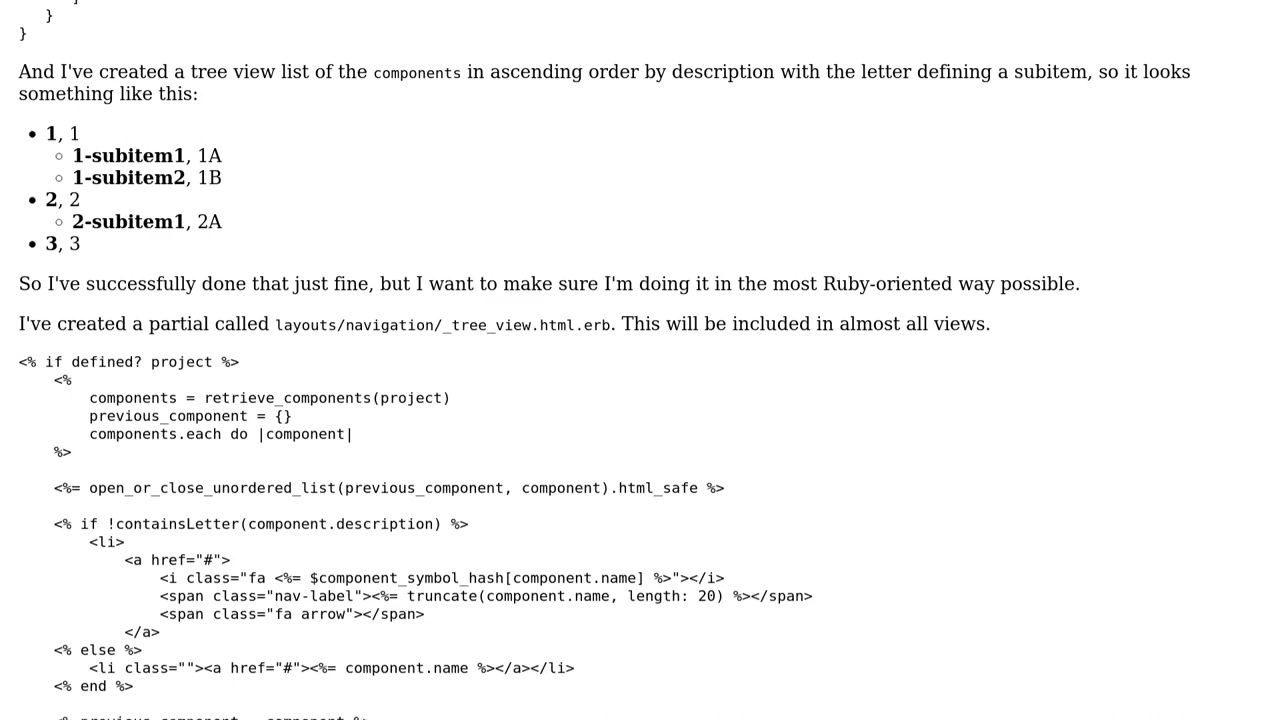 }
}
And I've created a tree view list of the components in ascending order by description with the letter defining a subitem, so it looks
something like this:
• 1, 1
◦ 1-subitem1, 1A
◦ 1-subitem2, 1B
• 2, 2
◦ 2-subitem1, 2A
• 3, 3
So I've successfully done that just fine, but I want to make sure I'm doing it in the most Ruby-oriented way possible.
I've created a partial called layouts/navigation/_tree_view.html.erb. This will be included in almost all views.
<% if defined? project %>
    <%
        components = retrieve_components(project)
        previous_component = {}
        components.each do |component|
    %>
    <%= open_or_close_unordered_list(previous_component, component).html_safe %>
    <% if !containsLetter(component.description) %>
        <li>
            <a href="#">
                <i class="fa <%= $component_symbol_hash[component.name] %>"></i>
                <span class="nav-label"><%= truncate(component.name, length: 20) %></span>
                <span class="fa arrow"></span>
            </a>
    <% else %>
        <li class=""><a href="#"><%= component.name %></a></li>
    <% end %>